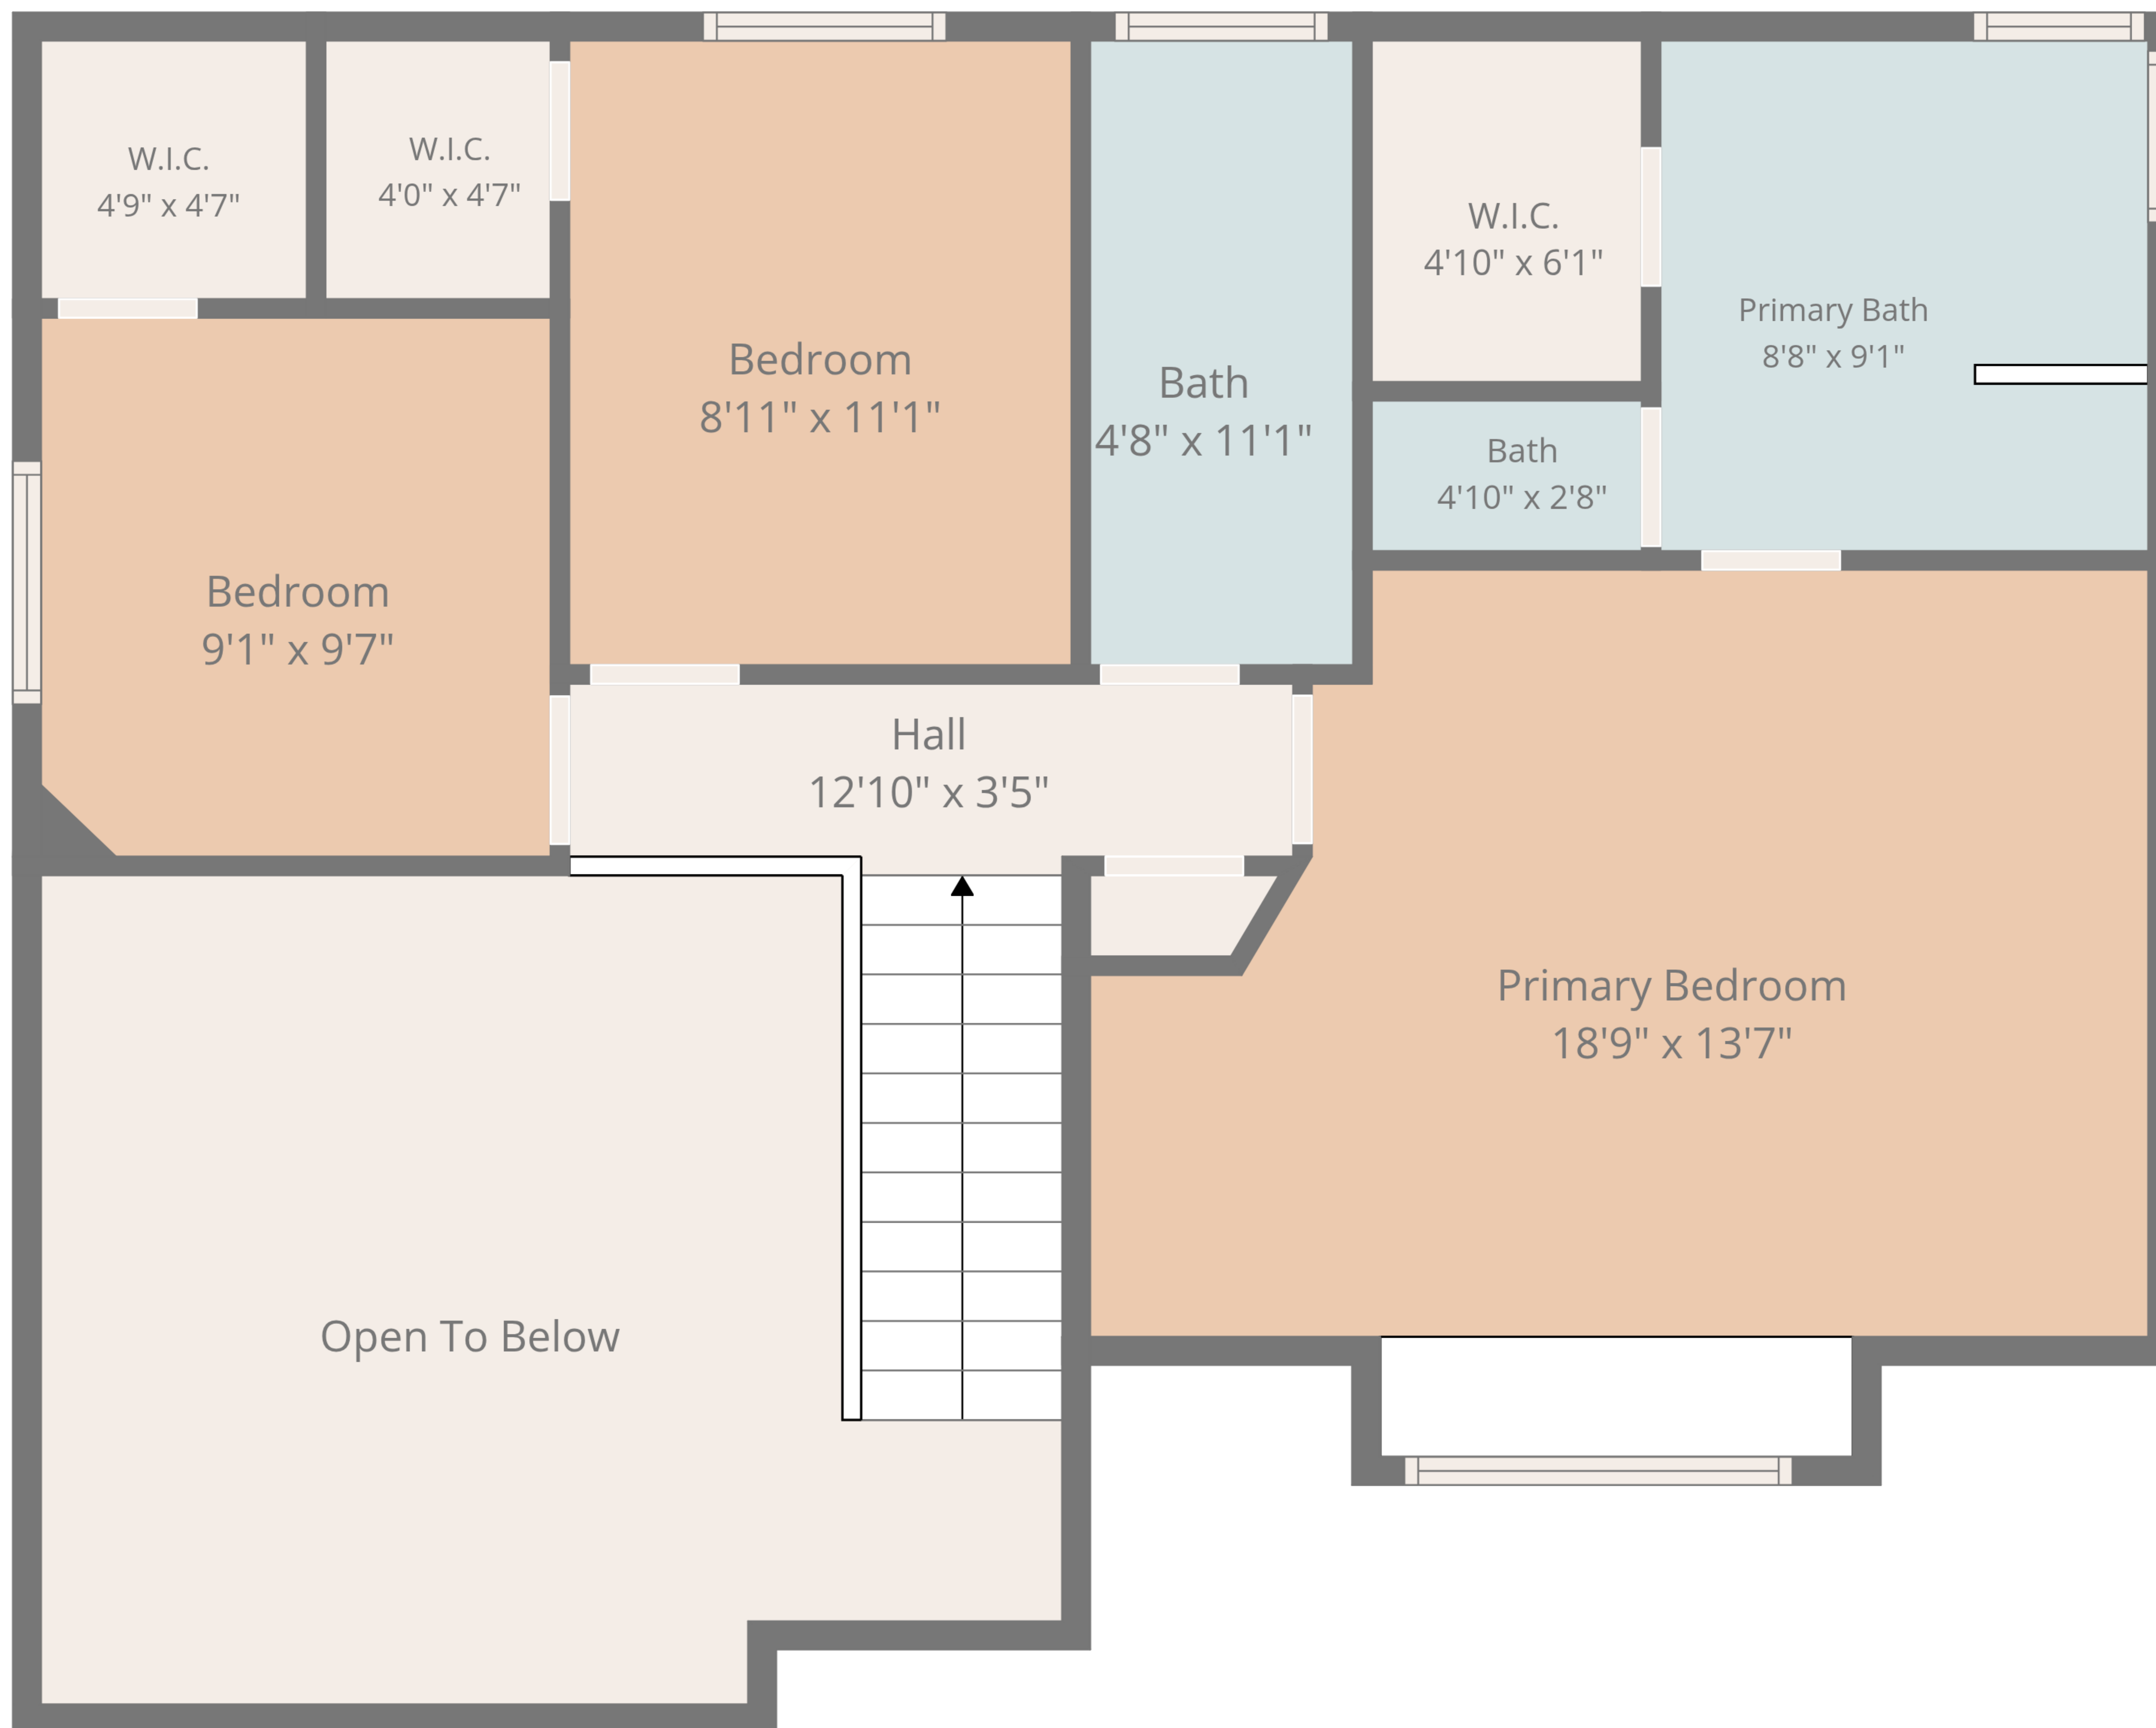 W.I.C.
4'9" x 4'7"
W.I.C.
4'0" x 4'7"
Bedroom
8'11" x 11'1"
Bath
4'8" x 11'1"
W.I.C.
4'10" x 6'1"
Primary Bath
8'8" x 9'1"
Bath
4'10" x 2'8"
Bedroom
9'1" x 9'7"
Hall
12'10" x 3'5"
Primary Bedroom
18'9" x 13'7"
Open To Below